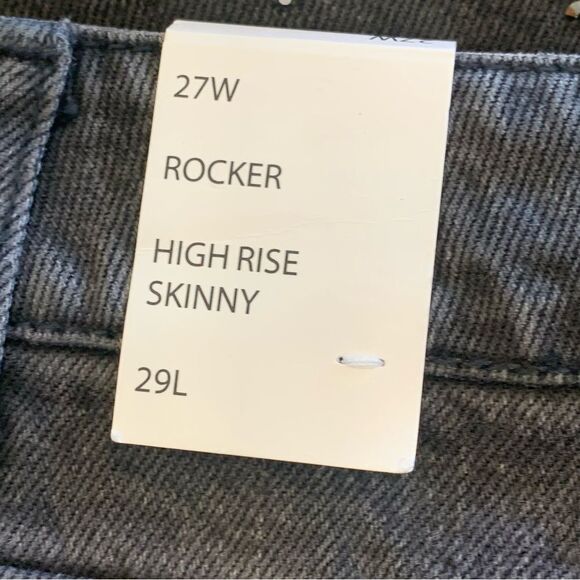 27W
ROCKER
HIGH RISE
SKINNY
29L